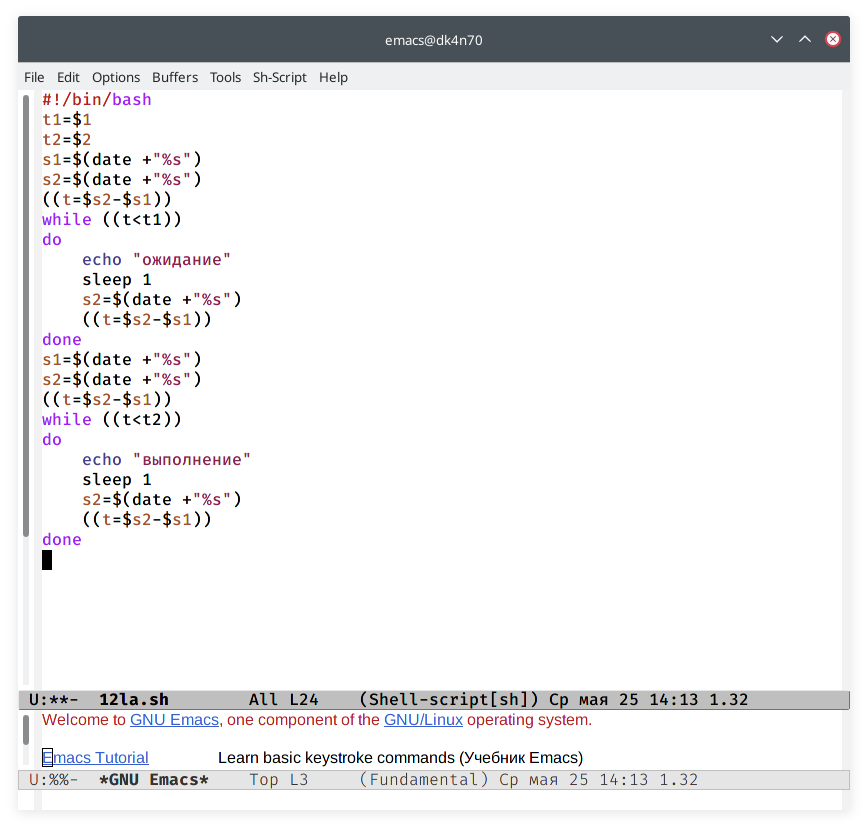 emacs@dk4n70
File Edit Options Buffers Tools Sh-Script Help
#!/bin/bash
t1=$1
t2=$2
s1=$(date +"%s")
s2=$(date +"%s")
((t=$s2-$s1))
while ((t<t1))
do
    echo "ожидание"
    sleep 1
    s2=$(date +"%s")
    ((t=$s2-$s1))
done
s1=$(date +"%s")
s2=$(date +"%s")
((t=$s2-$s1))
while ((t<t2))
do
    echo "выполнение"
    sleep 1
    s2=$(date +"%s")
    ((t=$s2-$s1))
done
U:**-  12la.sh        All L24    (Shell-script[sh]) Ср мая 25 14:13 1.32
Welcome to GNU Emacs, one component of the GNU/Linux operating system.
Emacs Tutorial        Learn basic keystroke commands (Учебник Emacs)
U:%%-  *GNU Emacs*    Top L3     (Fundamental) Ср мая 25 14:13 1.32